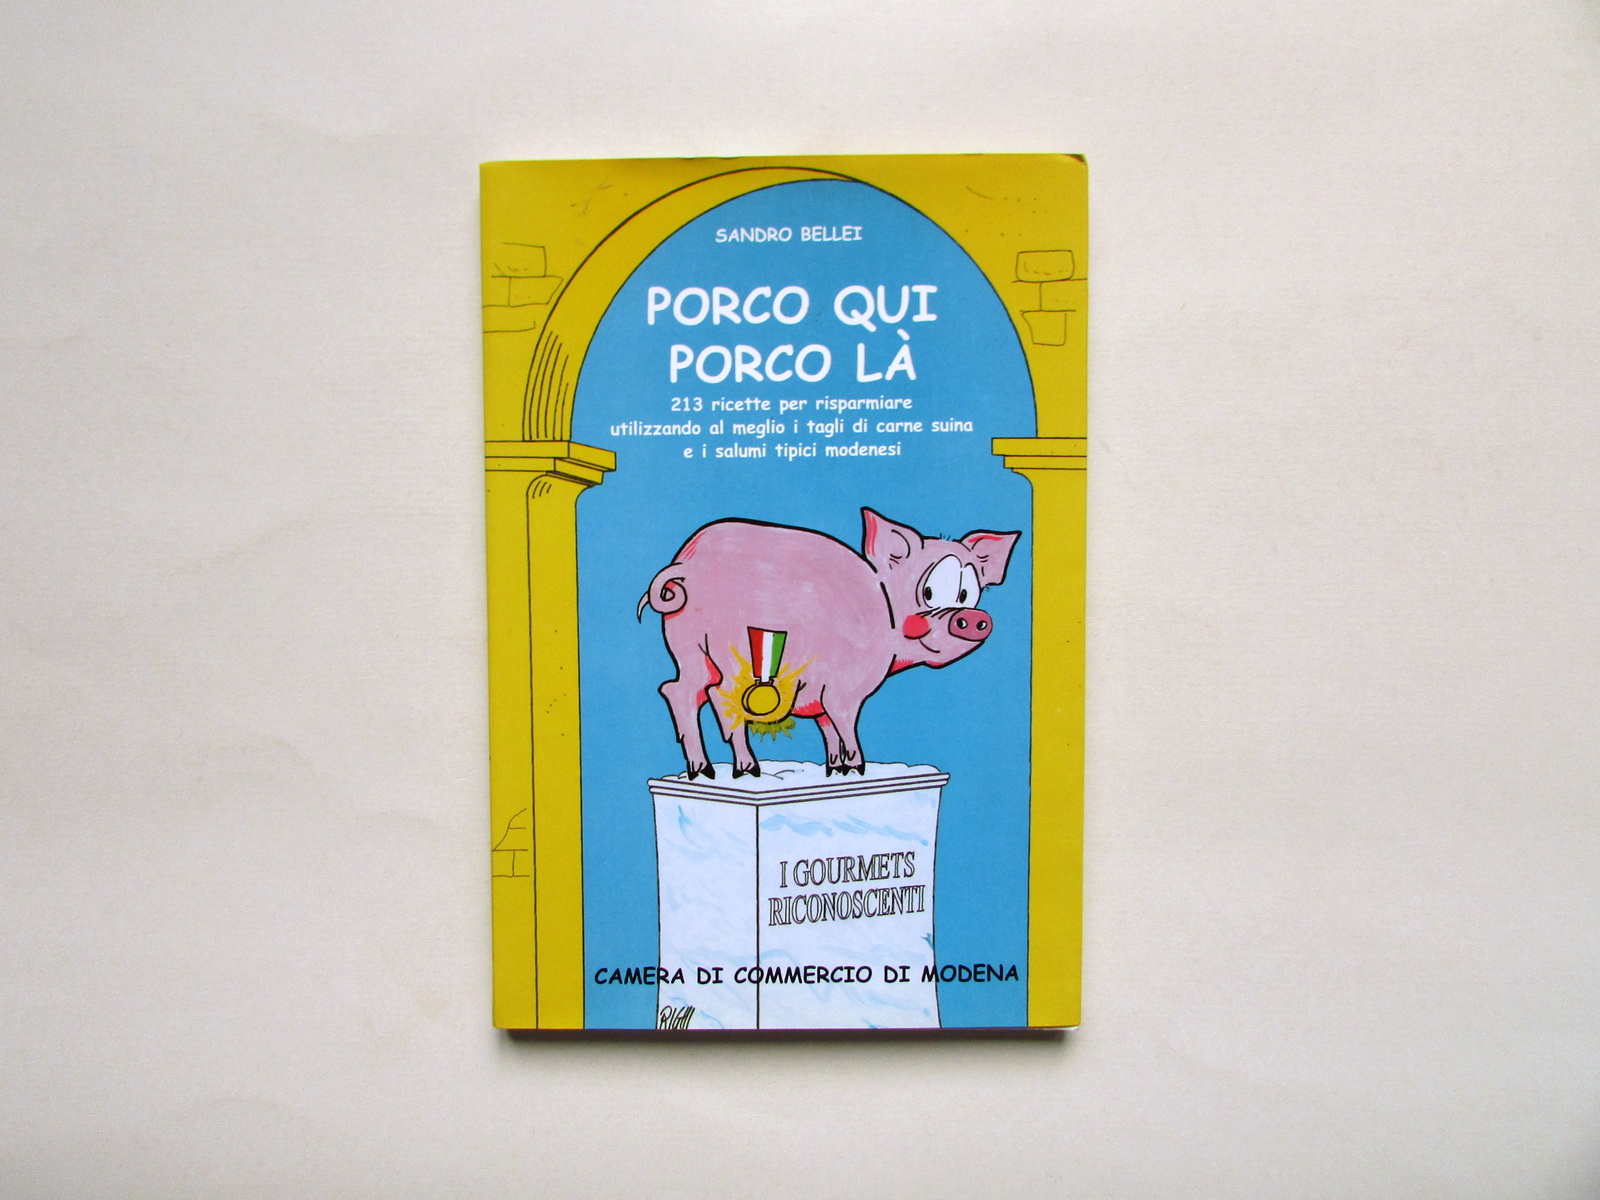 SANDRO BELLEI
PORCO QUI
PORCO LÀ
213 ricette per risparmiare
utilizzando al meglio i tagli di carne suina
e i salumi tipici modenesi
I GOURMETS
RICONOSCENTI
CAMERA DI COMMERCIO DI MODENA